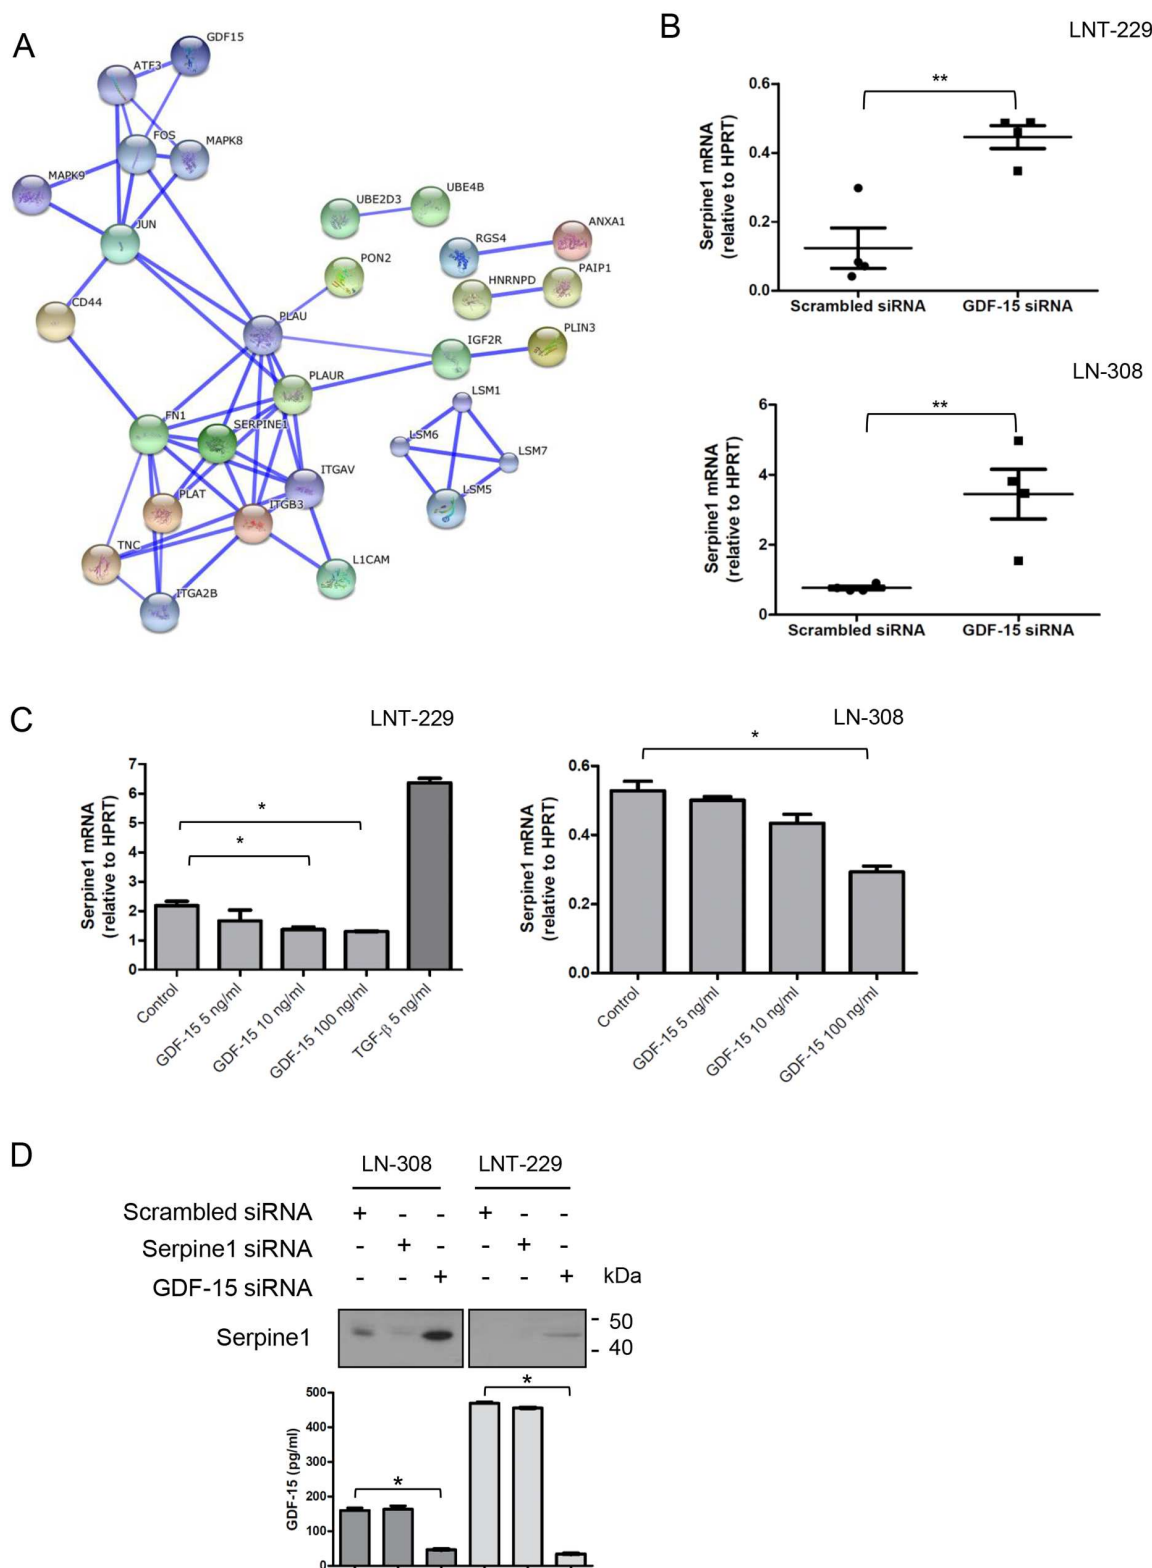 A
GDF15
ATF3
FOS
MAPK8
MAPK9
JUN
UBE2D3
UBE4B
ANXA1
RGS4
PON2
HNRNPD
PAIP1
CD44
PLAU
PLIN3
IGF2R
PLAUR
LSM1
FN1
SERPINE1
LSM6
LSM7
ITGAV
LSM5
PLAT
ITGB3
TNC
L1CAM
ITGA2B
B
LNT-229
**
Serpine1 mRNA
(relative to HPRT)
0.6
0.4
0.2
0.0
Scrambled siRNA
GDF-15 siRNA
LN-308
**
Serpine1 mRNA
(relative to HPRT)
6
4
2
0
Scrambled siRNA
GDF-15 siRNA
C
LNT-229
Serpine1 mRNA
(relative to HPRT)
7
6
5
4
3
2
1
0
*
*
Control
GDF-15 5 ng/ml
GDF-15 10 ng/ml
GDF-15 100 ng/ml
TGF-β 5 ng/ml
LN-308
*
Serpine1 mRNA
(relative to HPRT)
0.6
0.4
0.2
0.0
Control
GDF-15 5 ng/ml
GDF-15 10 ng/ml
GDF-15 100 ng/ml
D
LN-308 LNT-229
Scrambled siRNA + - - + - -
Serpine1 siRNA - + - - + -
GDF-15 siRNA - - + - - + kDa
Serpine1
- 50
- 40
GDF-15 (pg/ml)
500
400
300
200
100
0
*
*